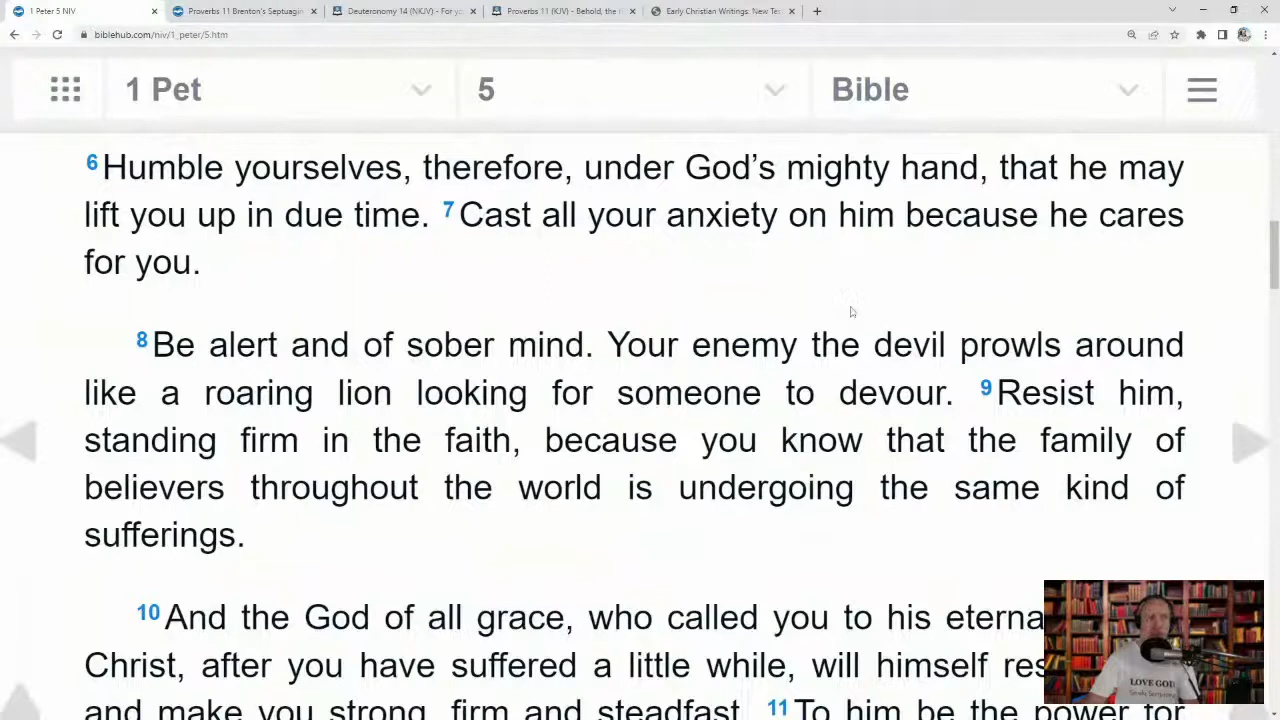 1 Peter 5 NIV
Proverbs 11 Brenton's Septuagin
Deuteronomy 14 (NKJV) - For yo
Proverbs 11 (KJV) - Behold, the ri
Early Christian Writings: New Tes
biblehub.com/niv/1_peter/5.htm
1 Pet 5 Bible
6 Humble yourselves, therefore, under God's mighty hand, that he may
lift you up in due time. 7 Cast all your anxiety on him because he cares
for you.
8 Be alert and of sober mind. Your enemy the devil prowls around
like a roaring lion looking for someone to devour. 9 Resist him,
standing firm in the faith, because you know that the family of
believers throughout the world is undergoing the same kind of
sufferings.
10 And the God of all grace, who called you to his eterna
Christ, after you have suffered a little while, will himself res
and make you strong, firm and steadfast. 11 To him be the power for
LOVE GOD